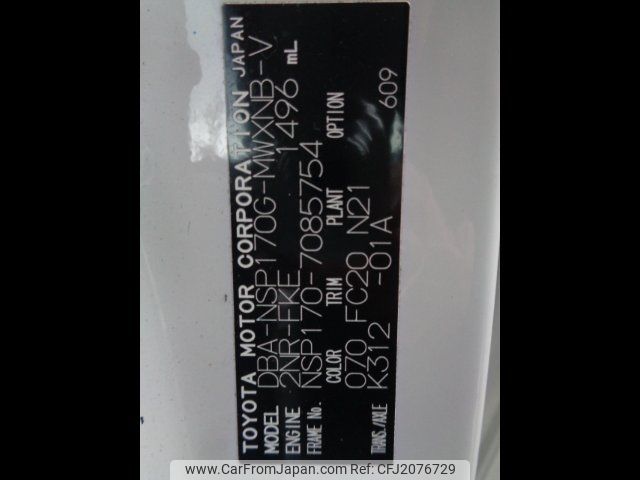 TOYOTA MOTOR CORPORATION JAPAN
MODEL DBA-NSP170G-MWXNB-V
ENGINE 2NR-FKE 1496 mL
FRAME No. NSP170-7085754
COLOR TRIM PLANT OPTION
070 FC20 N21
TRANS./AXLE K312 -01A 609
www.CarFromJapan.com | Ref: CFJ2076729